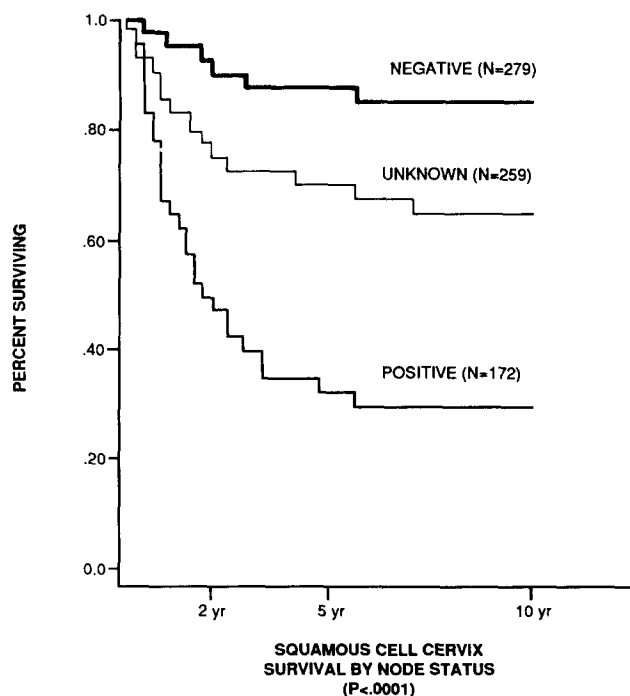 1.0
NEGATIVE (N=279)
.80
UNKNOWN (N=259)
.60
PERCENT SURVIVING
.40
POSITIVE (N=172)
.20
0.0
2 yr
5 yr
10 yr
SQUAMOUS CELL CERVIX
SURVIVAL BY NODE STATUS
(P<.0001)